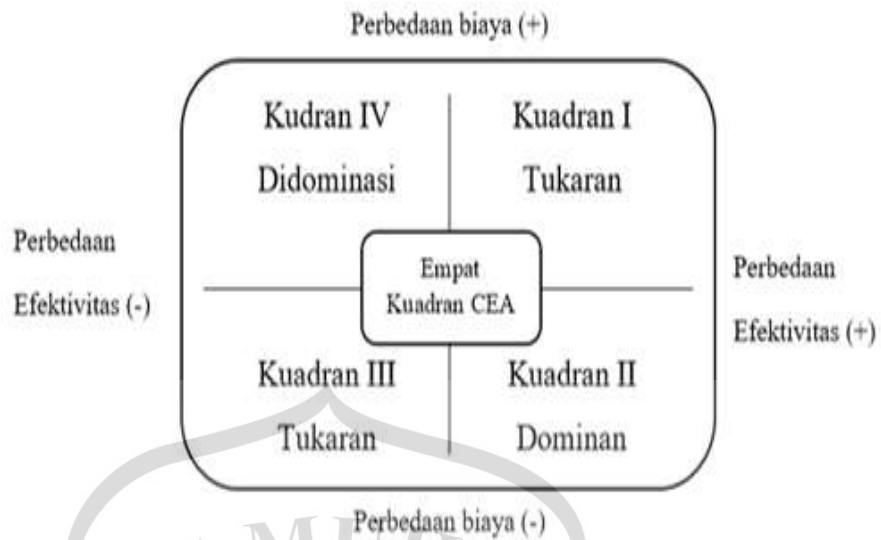 Perbedaan biaya (+)
Kudran IV
Didominasi
Kuadran I
Tukaran
Perbedaan
Efektivitas (-)
Empat
Kuadran CEA
Perbedaan
Efektivitas (+)
Kuadran III
Tukaran
Kuadran II
Dominan
Perbedaan biaya (-)